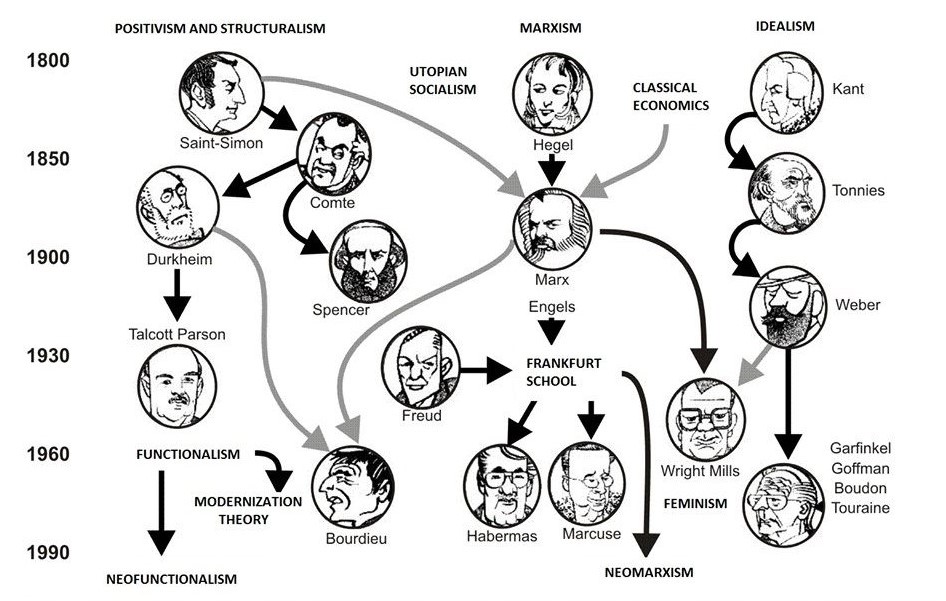 POSITIVISM AND STRUCTURALISM
MARXISM
IDEALISM
1800
UTOPIAN
SOCIALISM
CLASSICAL
ECONOMICS
Kant
Saint-Simon
Hegel
1850
Comte
Tonnies
Durkheim
1900
Marx
Spencer
Engels
Weber
Talcott Parson
1930
FRANKFURT
SCHOOL
Freud
1960
FUNCTIONALISM
Wright Mills
Garfinkel
Goffman
Boudon
Touraine
MODERNIZATION
THEORY
FEMINISM
Bourdieu
Habermas
Marcuse
1990
NEOFUNCTIONALISM
NEOMARXISM